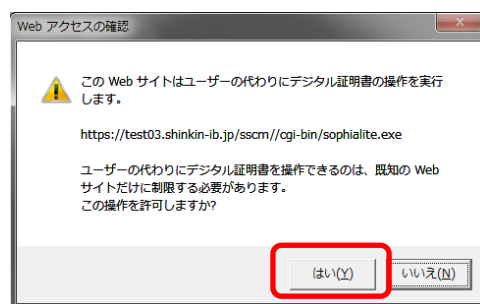 Web アクセスの確認
この Web サイトはユーザーの代わりにデジタル証明書の操作を実行
します。
https://test03.shinkin-ib.jp/sscm//cgi-bin/sophialite.exe
ユーザーの代わりにデジタル証明書を操作できるのは、既知の Web
サイトだけに制限する必要があります。
この操作を許可しますか?
はい(Y) いいえ(N)